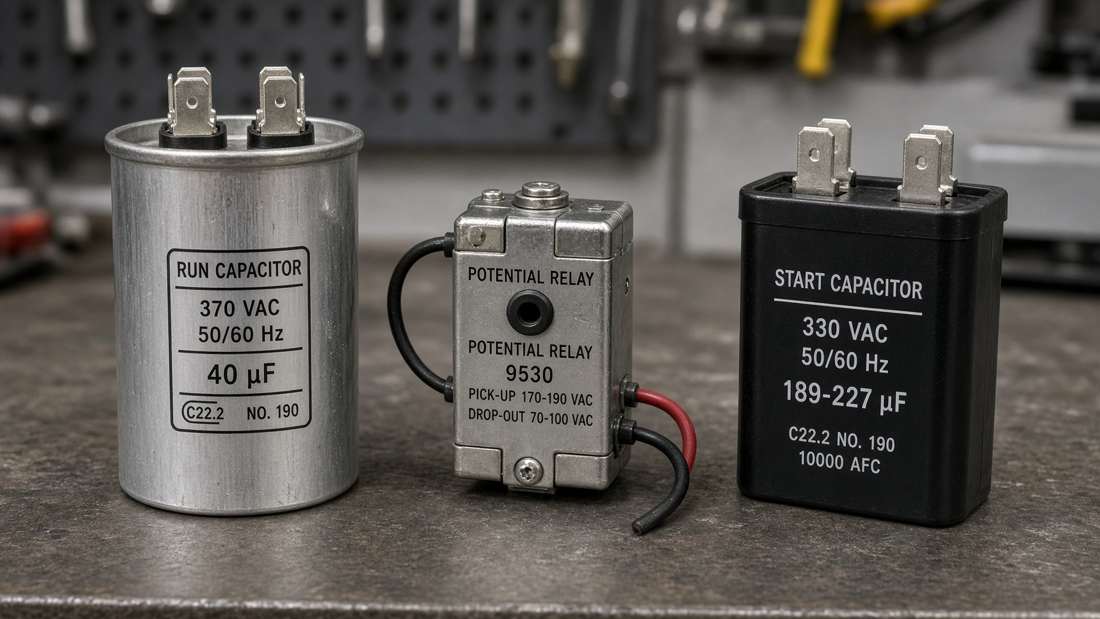 RUN CAPACITOR
370 VAC
50/60 Hz
40 µF
C22.2 NO. 190
POTENTIAL RELAY
POTENTIAL RELAY
9530
PICK-UP 170-190 VAC
DROP-OUT 70-100 VAC
START CAPACITOR
330 VAC
50/60 Hz
189-227 µF
C22.2 NO. 190
10000 AFC